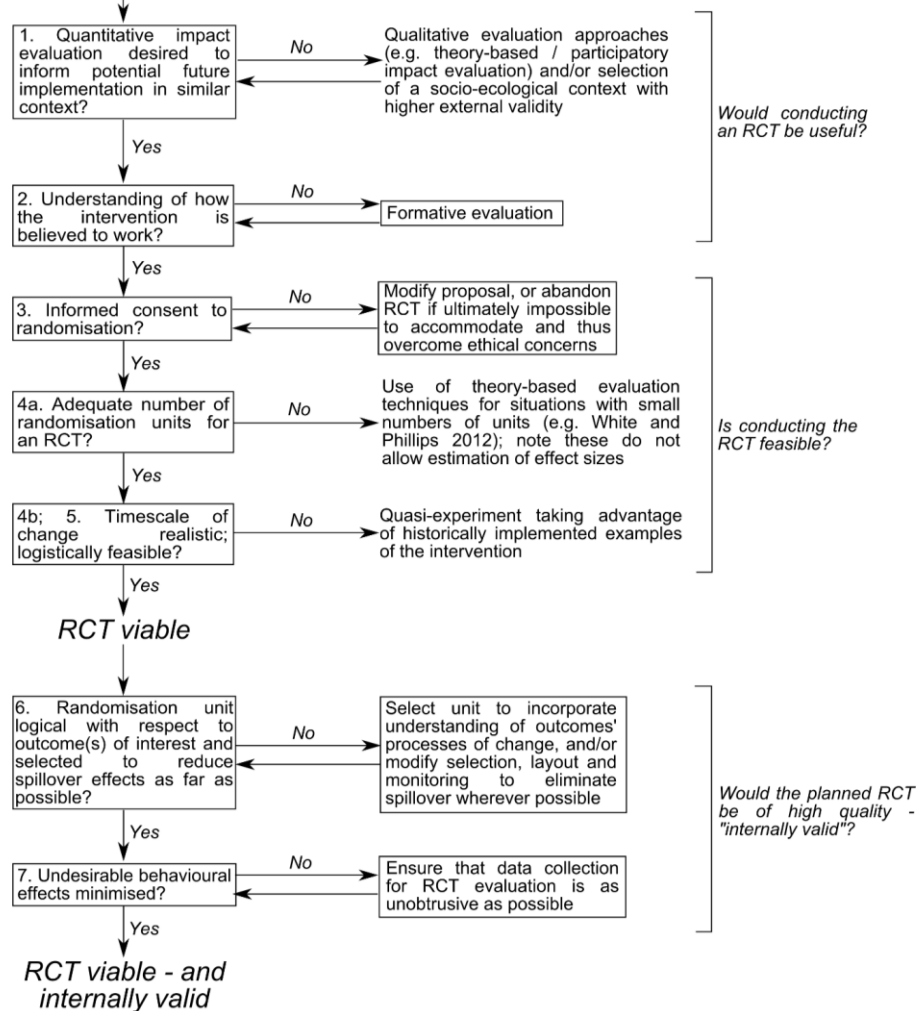 1. Quantitative impact
evaluation desired to
inform potential future
implementation in similar
context?
No
Qualitative evaluation approaches
(e.g. theory-based / participatory
impact evaluation) and/or selection
of a socio-ecological context with
higher external validity
Would conducting
an RCT be useful?
Yes
2. Understanding of how
the intervention is
believed to work?
No
Formative evaluation
Yes
3. Informed consent to
randomisation?
No
Modify proposal, or abandon
RCT if ultimately impossible
to accommodate and thus
overcome ethical concerns
Yes
4a. Adequate number of
randomisation units for
an RCT?
No
Use of theory-based evaluation
techniques for situations with small
numbers of units (e.g. White and
Phillips 2012); note these do not
allow estimation of effect sizes
Is conducting the
RCT feasible?
Yes
4b; 5. Timescale of
change realistic;
logistically feasible?
No
Quasi-experiment taking advantage
of historically implemented examples
of the intervention
Yes
RCT viable
6. Randomisation unit
logical with respect to
outcome(s) of interest and
selected to reduce
spillover effects as far as
possible?
No
Select unit to incorporate
understanding of outcomes'
processes of change, and/or
modify selection, layout and
monitoring to eliminate
spillover wherever possible
Would the planned RCT
be of high quality -
"internally valid"?
Yes
7. Undesirable behavioural
effects minimised?
No
Ensure that data collection
for RCT evaluation is as
unobtrusive as possible
Yes
RCT viable - and
internally valid